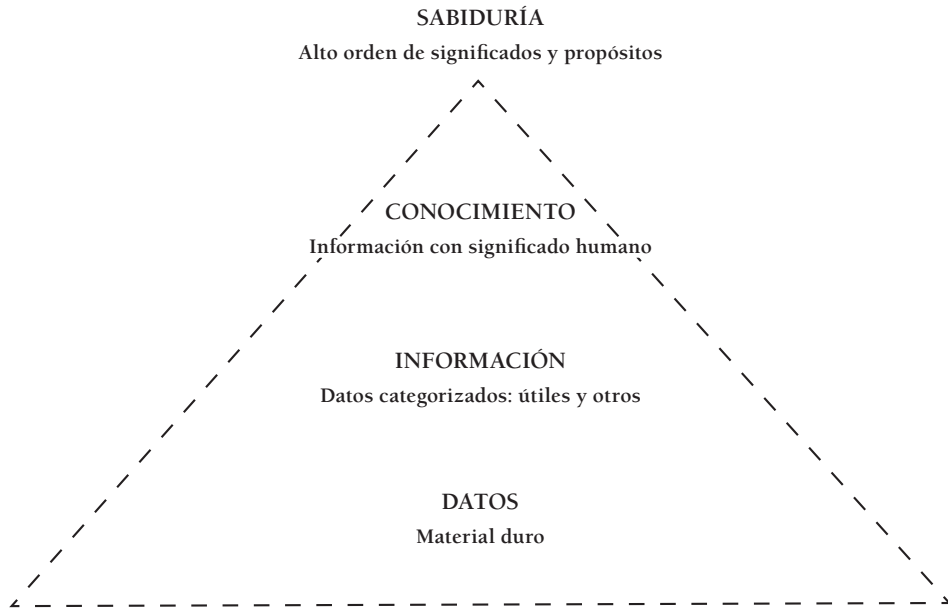 SABIDURÍA
Alto orden de significados y propósitos
CONOCIMIENTO
Información con significado humano
INFORMACIÓN
Datos categorizados: útiles y otros
DATOS
Material duro